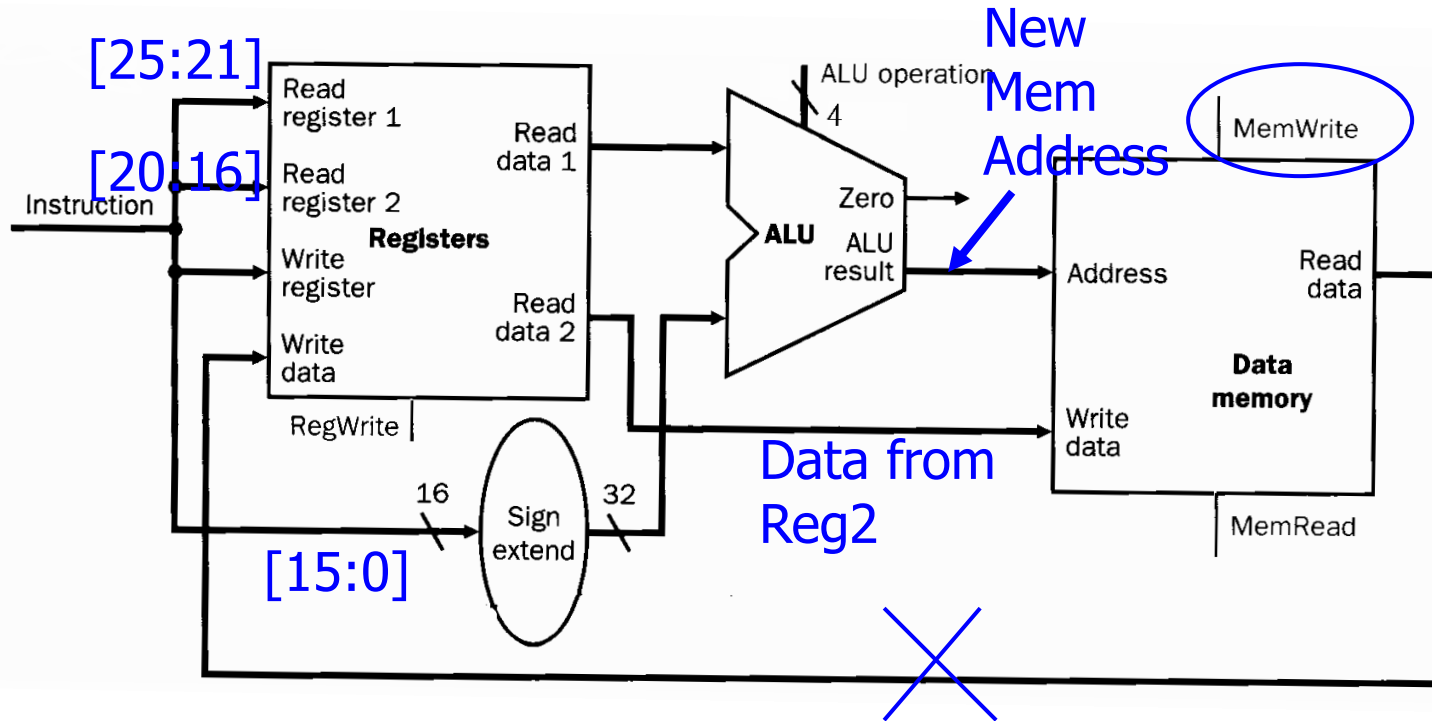 [25:21]
[20:16]
Instruction
Read
register 1
Read
register 2
Registers
Write
register
Write
data
Read
data 1
Read
data 2
RegWrite
16
Sign
extend
32
[15:0]
ALU operation
4
Zero
ALU
ALU
result
New
Mem
Address
MemWrite
Address
Read
data
Data
memory
Write
data
MemRead
Data from
Reg2